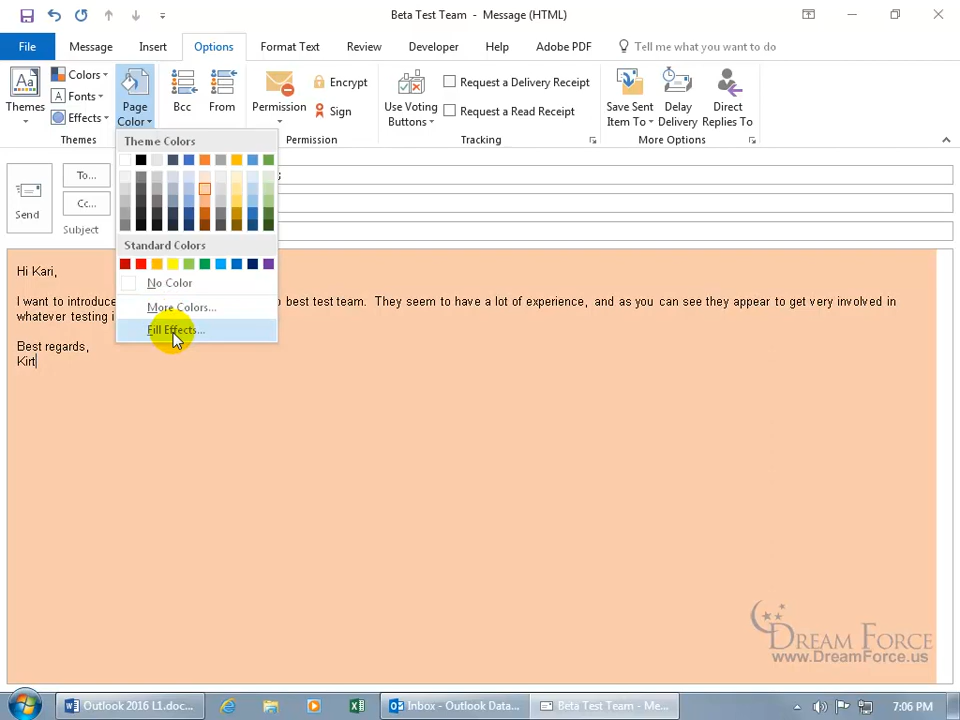 Beta Test Team - Message (HTML)
File Message Insert Options Format Text Review Developer Help Adobe PDF Tell me what you want to do
Themes
Colors
Fonts
Effects
Page Color
Bcc
From
Permission
Encrypt
Sign
Use Voting Buttons
Request a Delivery Receipt
Request a Read Receipt
Save Sent Item To
Delay Delivery
Direct Replies To
Themes Permission Tracking More Options
Theme Colors
Standard Colors
No Color
More Colors...
Fill Effects...
Send
To...
Cc...
Subject
Hi Kari,
I want to introduce best test team. They seem to have a lot of experience, and as you can see they appear to get very involved in
whatever testing
Best regards,
Kirt
DREAM FORCE
www.DreamForce.us
Outlook 2016 L1.doc... Inbox - Outlook Data... Beta Test Team - Me... 7:06 PM